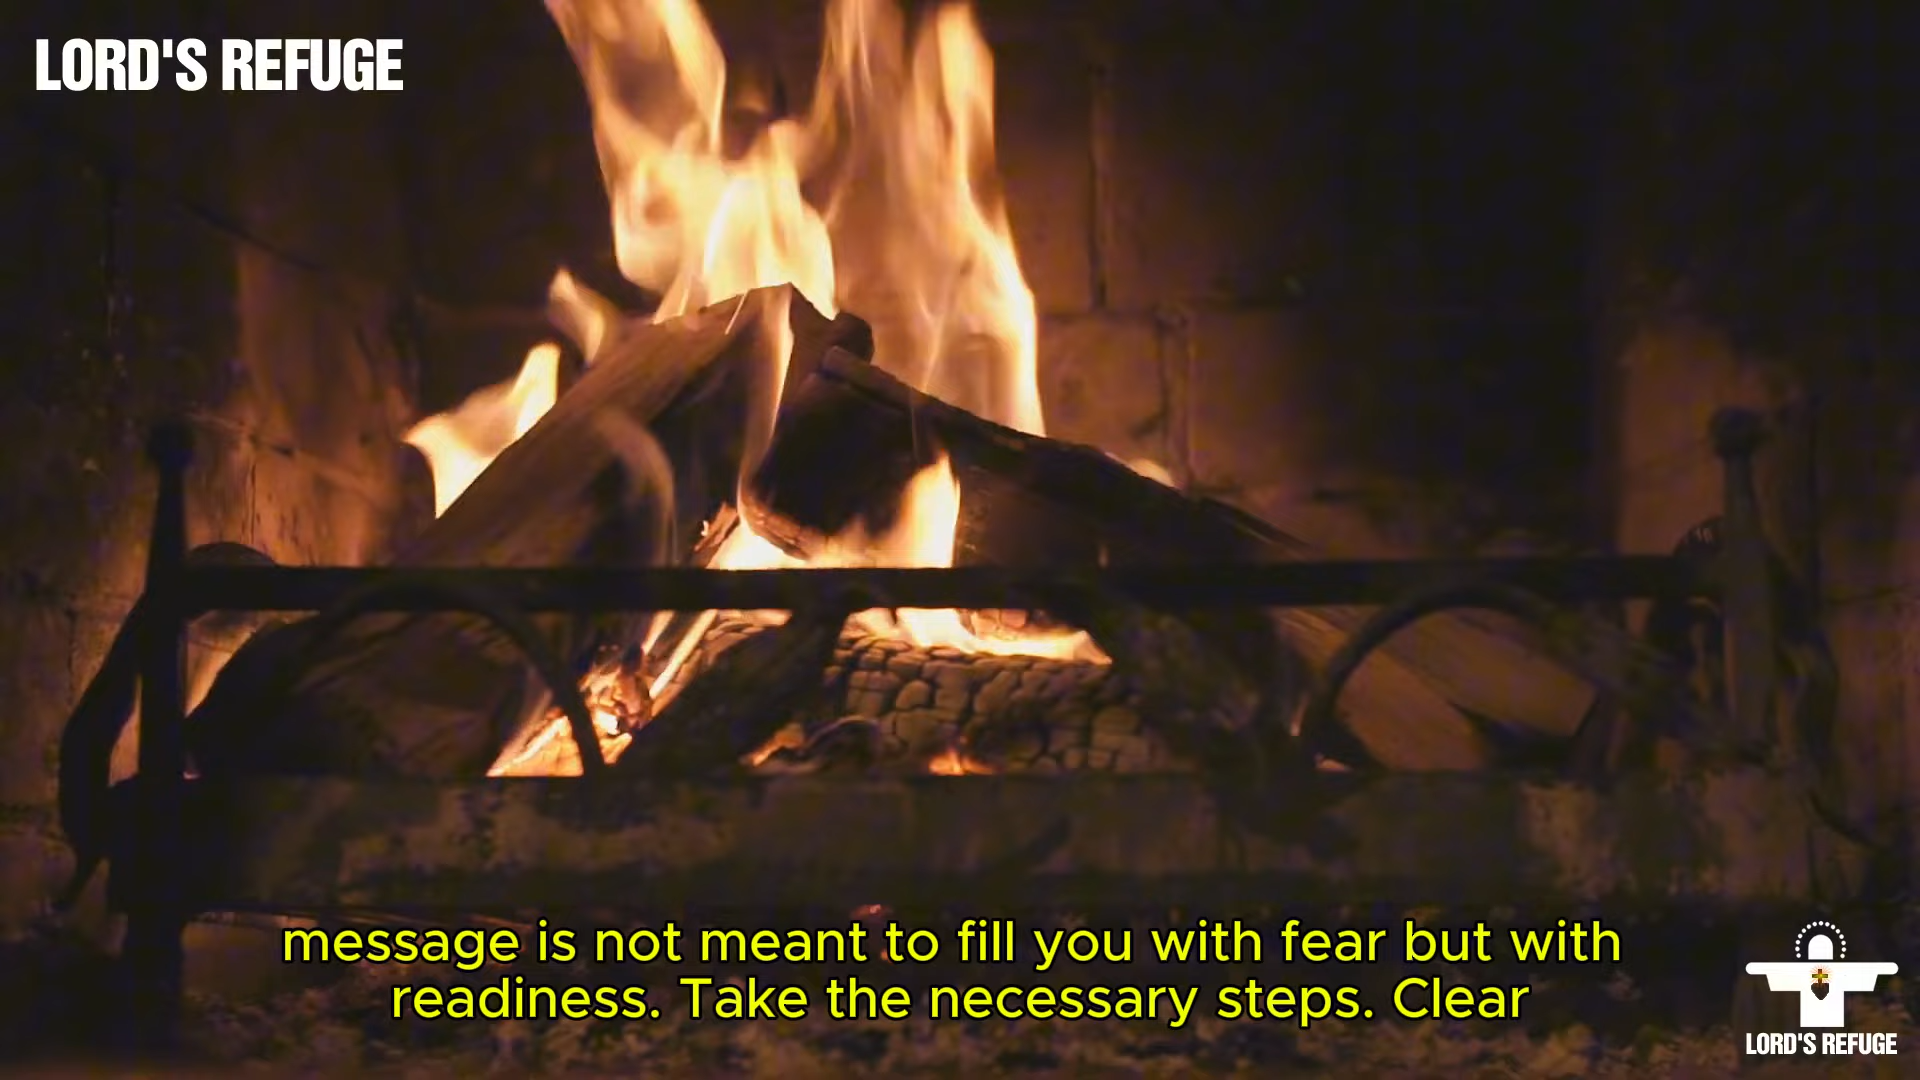 LORD'S REFUGE
message is not meant to fill you with fear but with
readiness. Take the necessary steps. Clear
LORD'S REFUGE